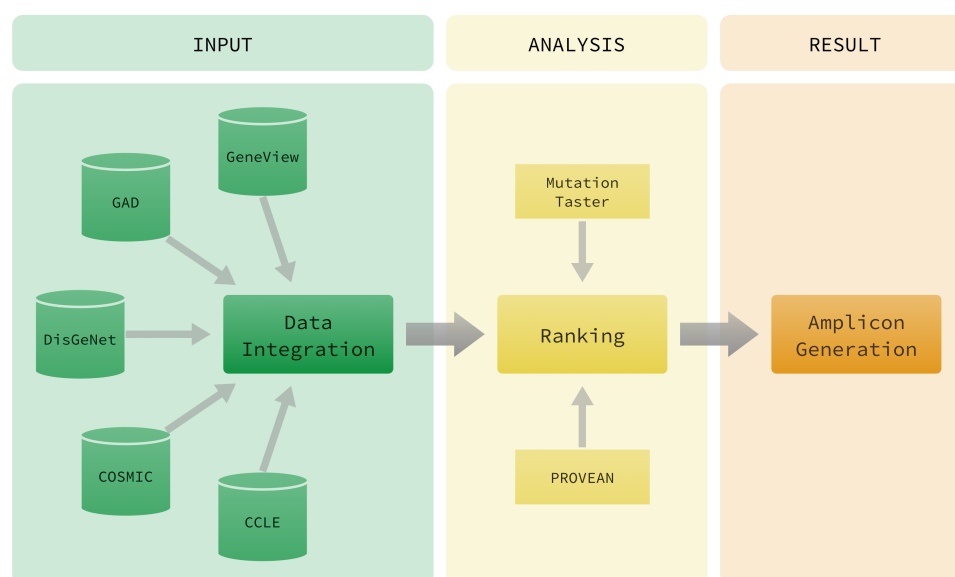 INPUT
ANALYSIS
RESULT
GeneView
GAD
DisGeNet
COSMIC
CCLE
Data
Integration
Mutation
Taster
Ranking
PROVEAN
Amplicon
Generation